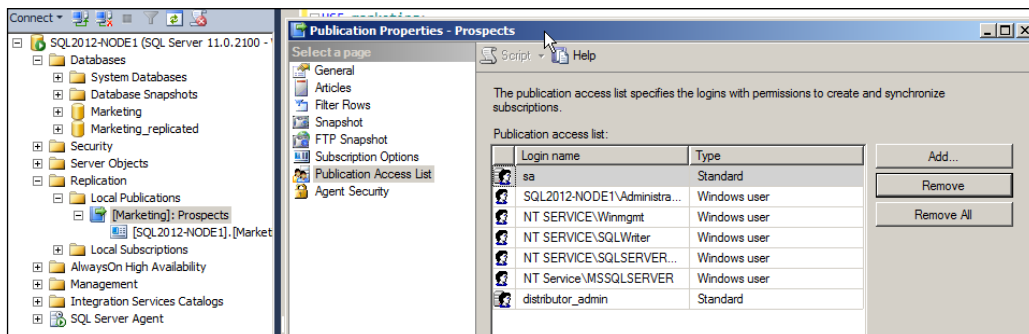 Connect
SQL2012-NODE1 (SQL Server 11.0.2100 -
Databases
System Databases
Database Snapshots
Marketing
Marketing_replicated
Security
Server Objects
Replication
Local Publications
[Marketing]: Prospects
[SQL2012-NODE1].[Market
Local Subscriptions
AlwaysOn High Availability
Management
Integration Services Catalogs
SQL Server Agent
Publication Properties - Prospects
Select a page
General
Articles
Filter Rows
Snapshot
FTP Snapshot
Subscription Options
Publication Access List
Agent Security
Script Help
The publication access list specifies the logins with permissions to create and synchronize
subscriptions.
Publication access list:
Login name Type
sa Standard
SQL2012-NODE1\Administra... Windows user
NT SERVICE\Winmgmt Windows user
NT SERVICE\SQLWriter Windows user
NT SERVICE\SQLSERVER... Windows user
NT Service\MSSQLSERVER Windows user
distributor_admin Standard
Add...
Remove
Remove All